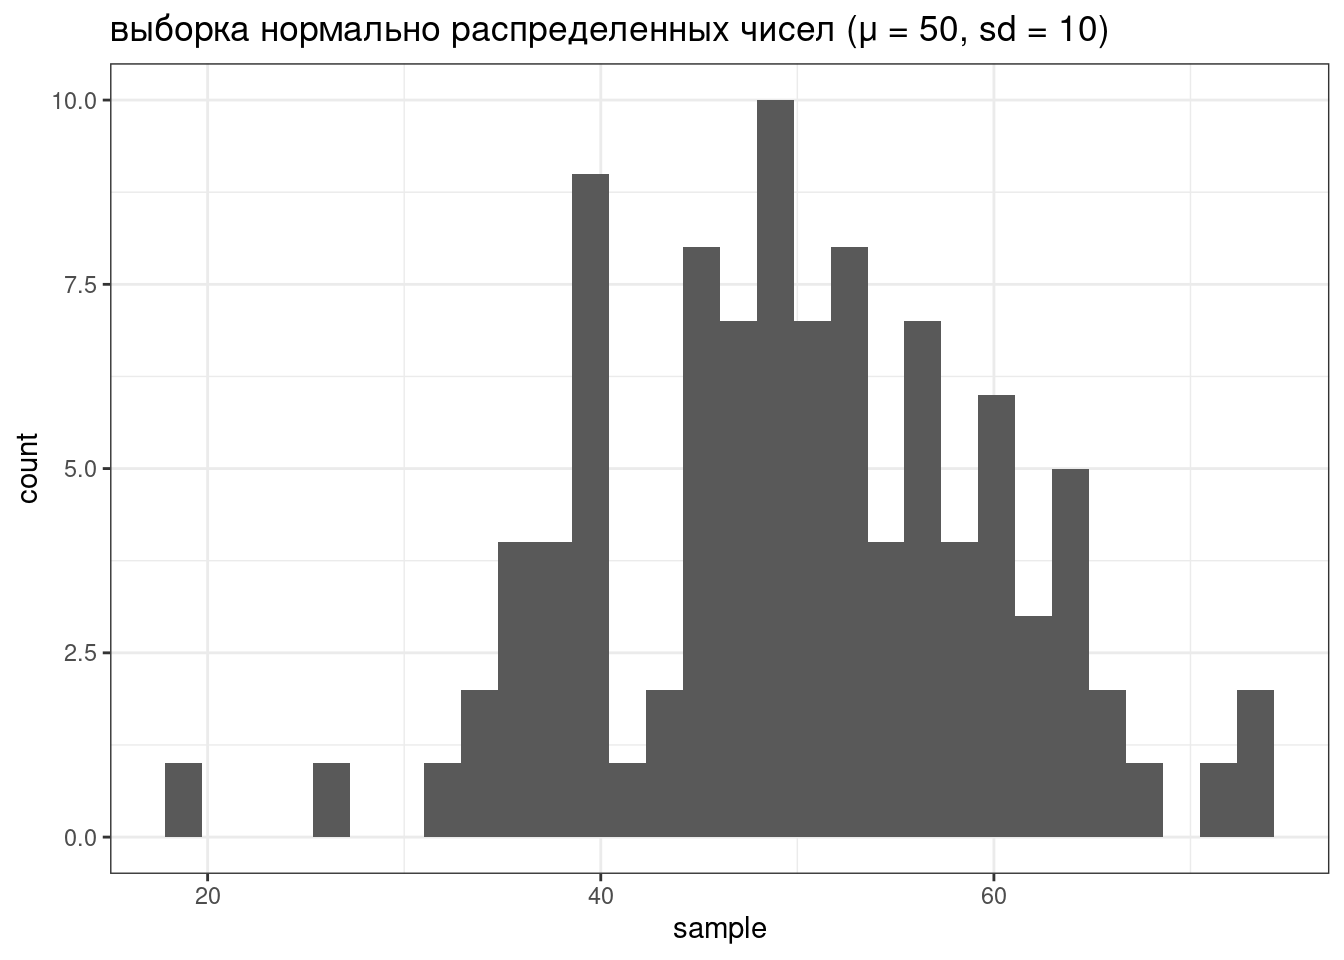 выборка нормально распределенных чисел (μ = 50, sd = 10)
10.0
7.5
5.0
2.5
0.0
count
20
40
60
sample